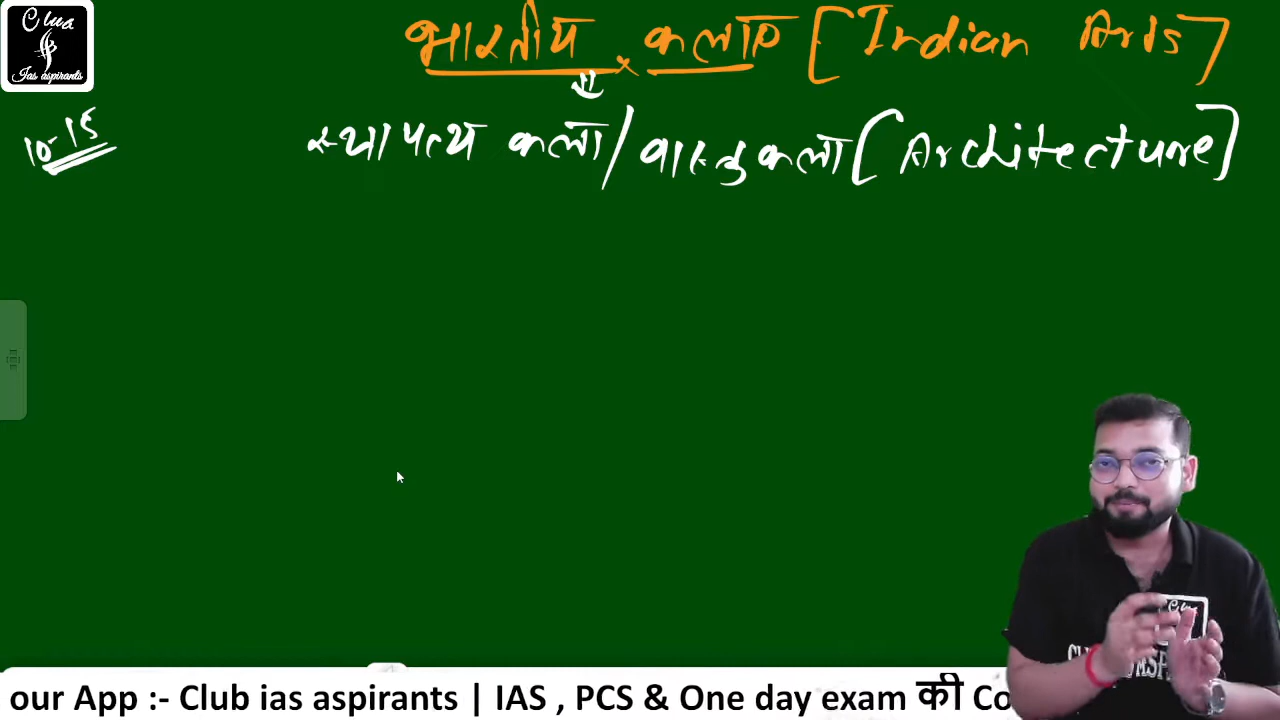 Club
Ias aspirants
भारतीय कलाए [Indian Arts]
10-15
स्थापत्य कला/वास्तुकला [Architecture]
our App :- Club ias aspirants | IAS , PCS & One day exam की Co